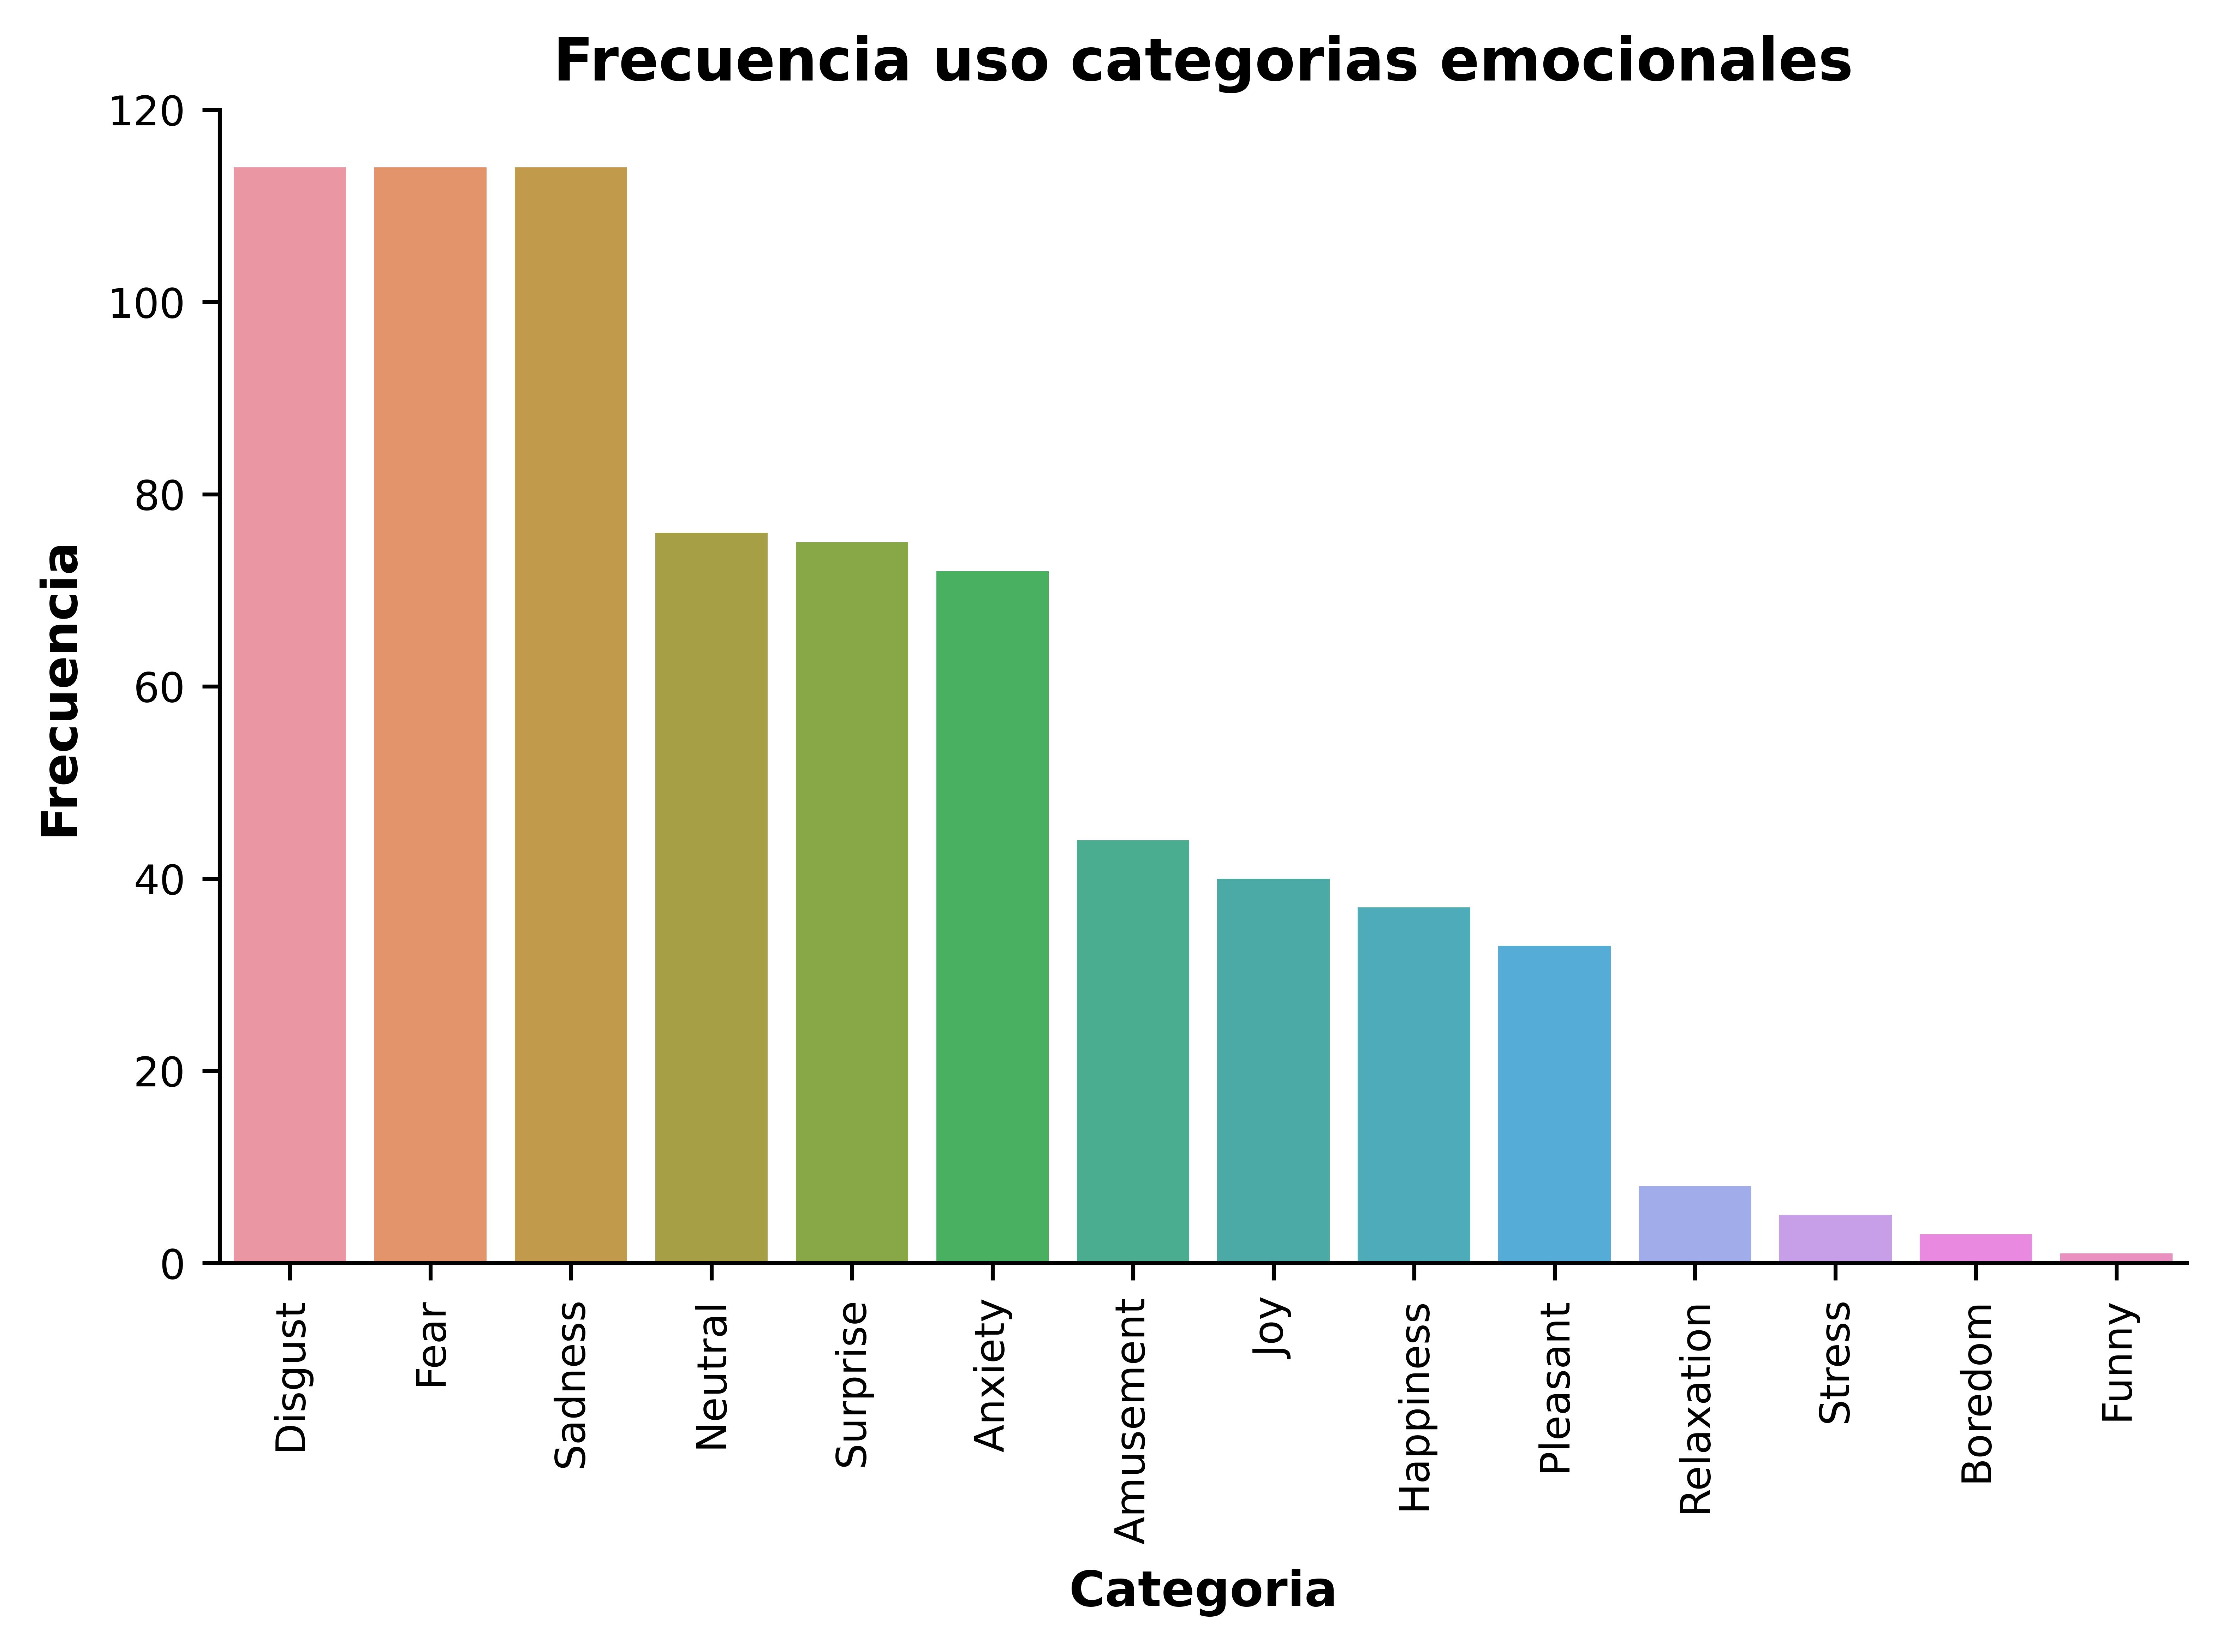 Frecuencia uso categorias emocionales
120
100
80
60
40
20
0
Frecuencia
Disgust
Fear
Sadness
Neutral
Surprise
Anxiety
Amusement
Joy
Happiness
Pleasant
Relaxation
Stress
Boredom
Funny
Categoria